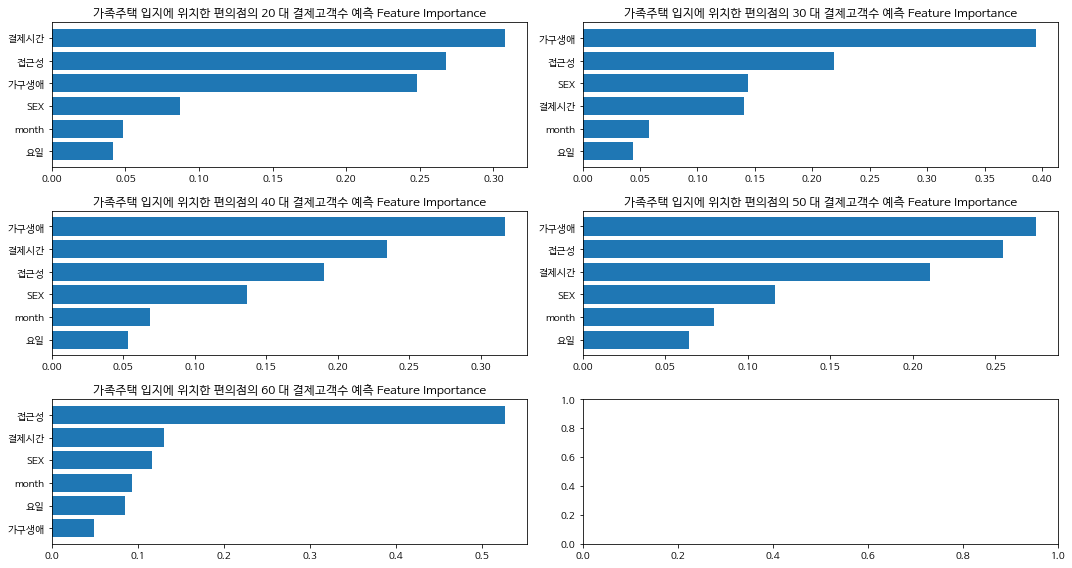 가족주택 입지에 위치한 편의점의 20 대 결제고객수 예측 Feature Importance
결제시간
접근성
가구생애
SEX
month
요일
0.00 0.05 0.10 0.15 0.20 0.25 0.30
가족주택 입지에 위치한 편의점의 30 대 결제고객수 예측 Feature Importance
가구생애
접근성
SEX
결제시간
month
요일
0.00 0.05 0.10 0.15 0.20 0.25 0.30 0.35 0.40
가족주택 입지에 위치한 편의점의 40 대 결제고객수 예측 Feature Importance
가구생애
결제시간
접근성
SEX
month
요일
0.00 0.05 0.10 0.15 0.20 0.25 0.30
가족주택 입지에 위치한 편의점의 50 대 결제고객수 예측 Feature Importance
가구생애
접근성
결제시간
SEX
month
요일
0.00 0.05 0.10 0.15 0.20 0.25
가족주택 입지에 위치한 편의점의 60 대 결제고객수 예측 Feature Importance
접근성
결제시간
SEX
month
요일
가구생애
0.0 0.1 0.2 0.3 0.4 0.5
1.0
0.8
0.6
0.4
0.2
0.0
0.0 0.2 0.4 0.6 0.8 1.0